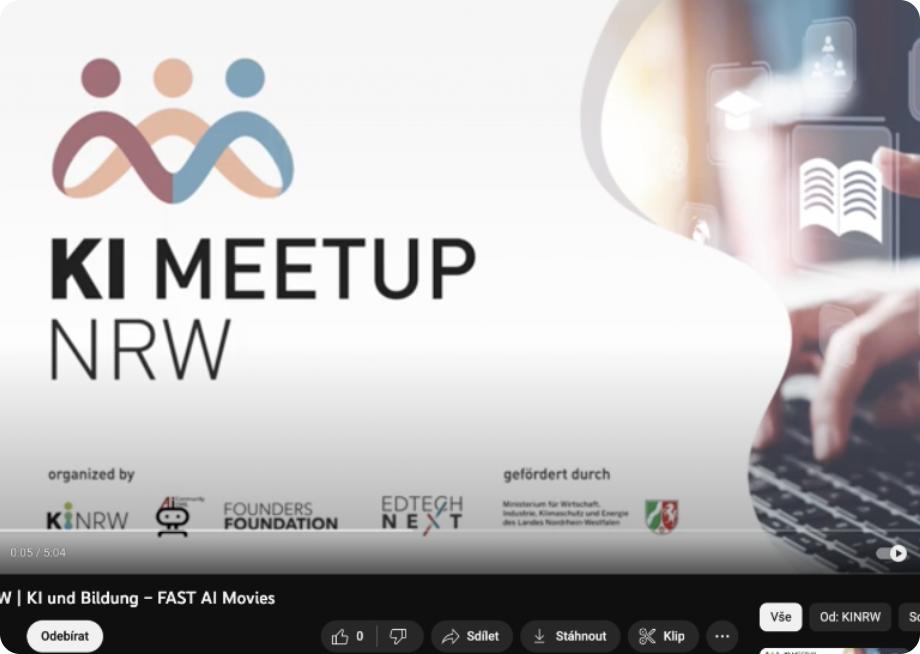 KI MEETUP
NRW
organized by
gefördert durch
KINRW
AI Community
FOUNDERS
FOUNDATION
EDTECH
NEXT
Ministerium für Wirtschaft,
Industrie, Klimaschutz und Energie
des Landes Nordrhein-Westfalen
0:05 / 5:04
W | KI und Bildung – FAST AI Movies
Odebírat
0
Sdílet
Stáhnout
Klip
Vše
Od: KINRW